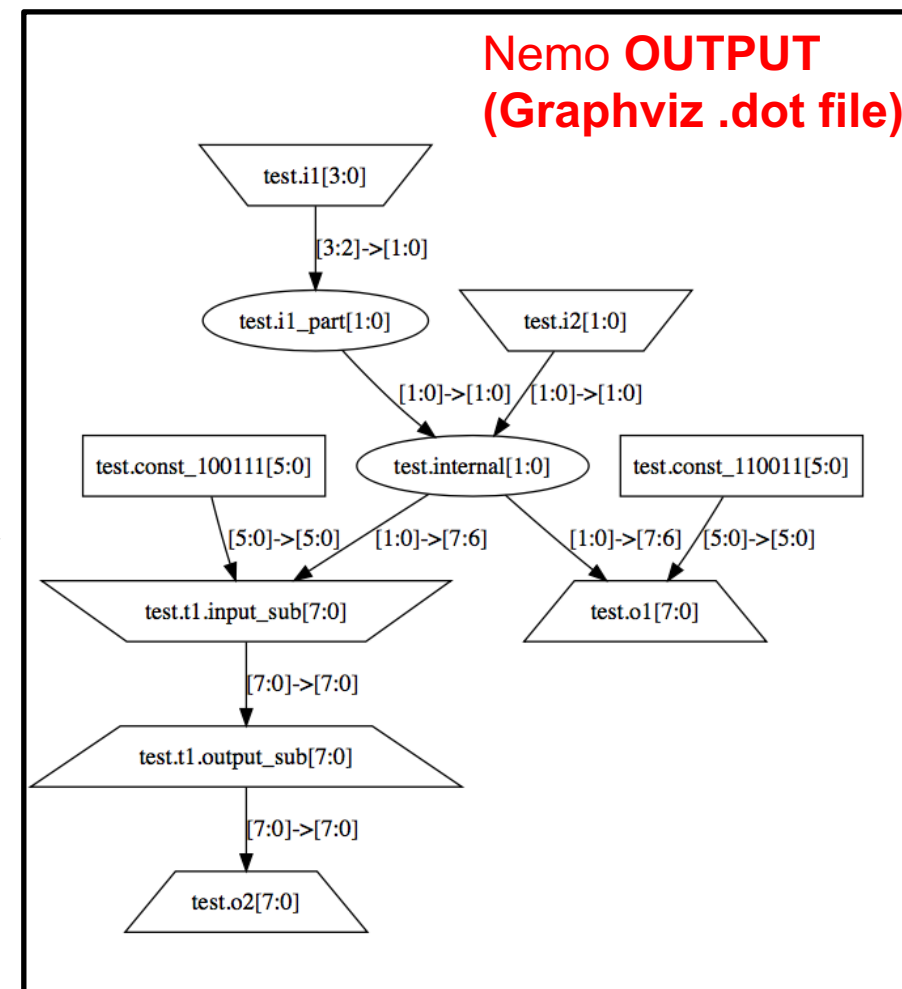 Nemo OUTPUT
(Graphviz .dot file)
test.i1[3:0]
[3:2]->[1:0]
test.i1_part[1:0]
test.i2[1:0]
[1:0]->[1:0]
[1:0]->[1:0]
test.const_100111[5:0]
test.internal[1:0]
test.const_110011[5:0]
[5:0]->[5:0]
[1:0]->[7:6]
[1:0]->[7:6]
[5:0]->[5:0]
test.t1.input_sub[7:0]
test.o1[7:0]
[7:0]->[7:0]
test.t1.output_sub[7:0]
[7:0]->[7:0]
test.o2[7:0]